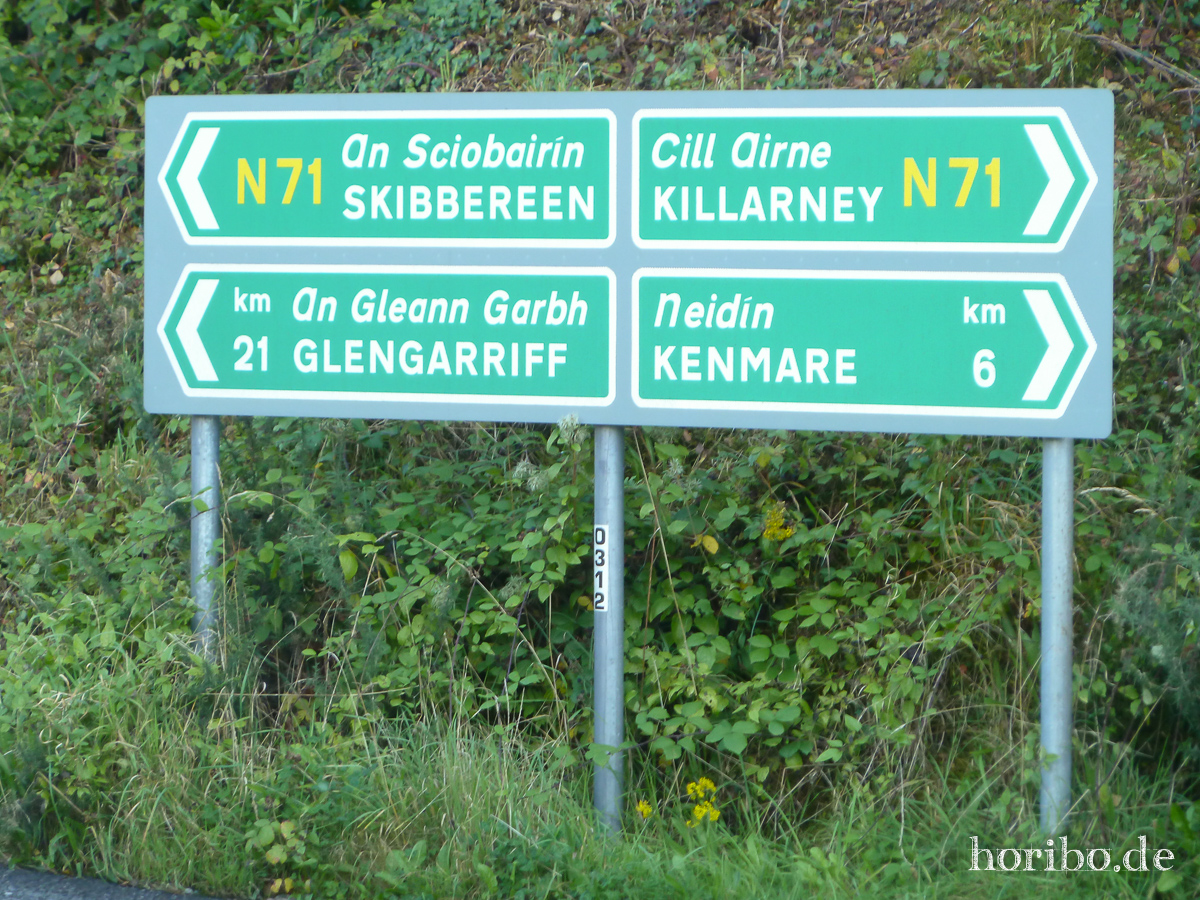 N71 An Sciobairín
SKIBBEREEN
Cill Airne
KILLARNEY N71
km An Gleann Garbh
21 GLENGARRIFF
Neidín km
KENMARE 6
0312
horibo.de